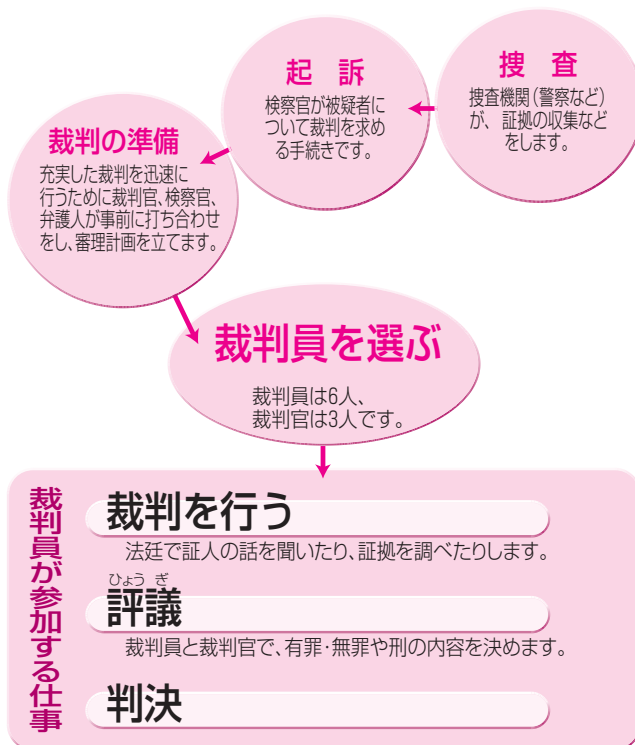 捜 査
捜査機関(警察など)
が、証拠の収集など
をします。
起 訴
検察官が被疑者に
ついて裁判を求め
る手続きです。
裁判の準備
充実した裁判を迅速に
行うために裁判官、検察官、
弁護人が事前に打ち合わせ
をし、審理計画を立てます。
裁判員を選ぶ
裁判員は6人、
裁判官は3人です。
裁判員が参加する仕事
裁判を行う
法廷で証人の話を聞いたり、証拠を調べたりします。
ひょう ぎ
評議
裁判員と裁判官で、有罪・無罪や刑の内容を決めます。
判決